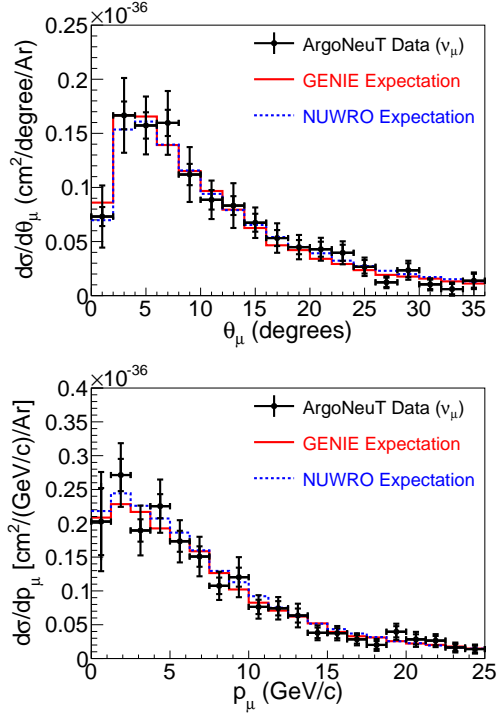 ×10⁻³⁶
0.25
0.2
0.15
0.1
0.05
0
dσ/dθμ (cm²/degree/Ar)
ArgoNeuT Data (νμ)
GENIE Expectation
NUWRO Expectation
0 5 10 15 20 25 30 35
θμ (degrees)
×10⁻³⁶
0.4
0.35
0.3
0.25
0.2
0.15
0.1
0.05
0
dσ/dpμ [cm²/(GeV/c)/Ar]
ArgoNeuT Data (νμ)
GENIE Expectation
NUWRO Expectation
0 5 10 15 20 25
pμ (GeV/c)